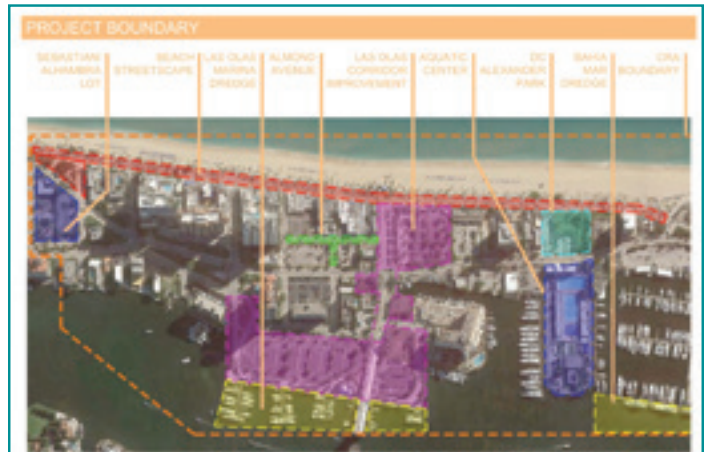 PROJECT BOUNDARY
SEBASTIAN/
ALHAMBRA
LOT
BEACH
STREETSCAPE
LAS OLAS
MARINA
DREDGE
ALMOND
AVENUE
LAS OLAS
CORRIDOR
IMPROVEMENT
AQUATIC
CENTER
DC
ALEXANDER
PARK
BAHIA
MAR
DREDGE
CRA
BOUNDARY